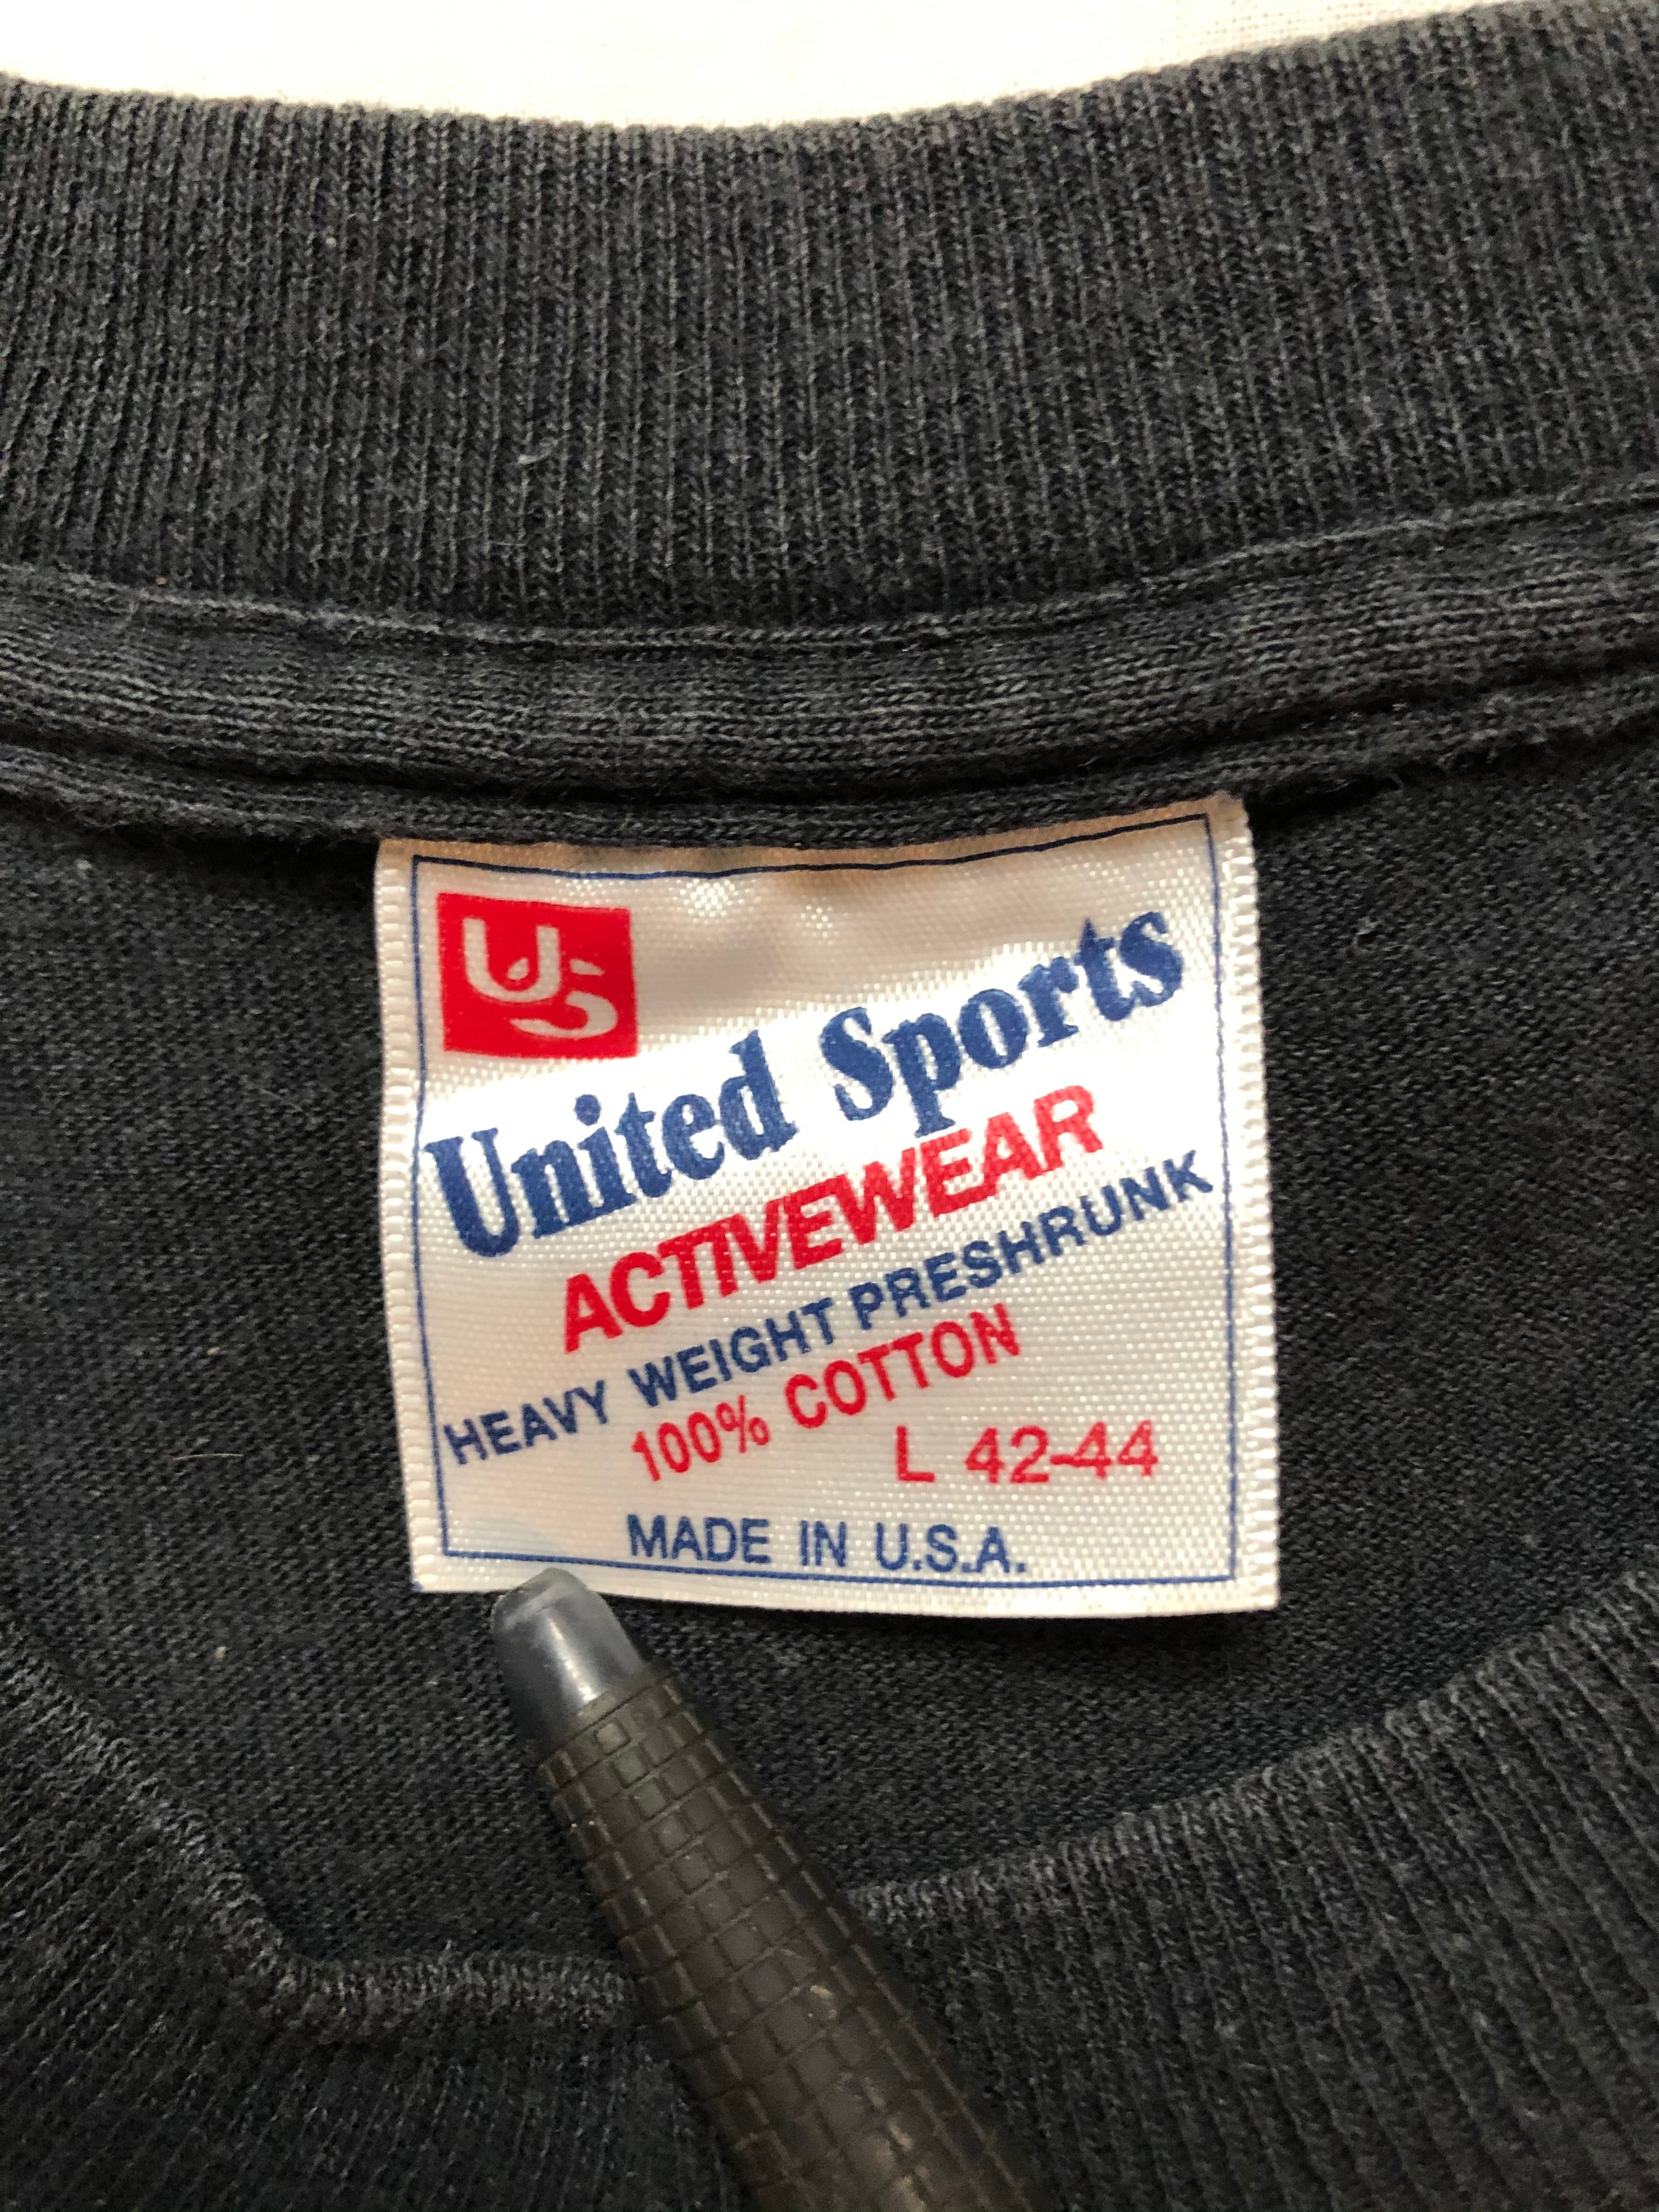 US
United Sports
ACTIVEWEAR
HEAVY WEIGHT PRESHRUNK
100% COTTON
L 42-44
MADE IN U.S.A.